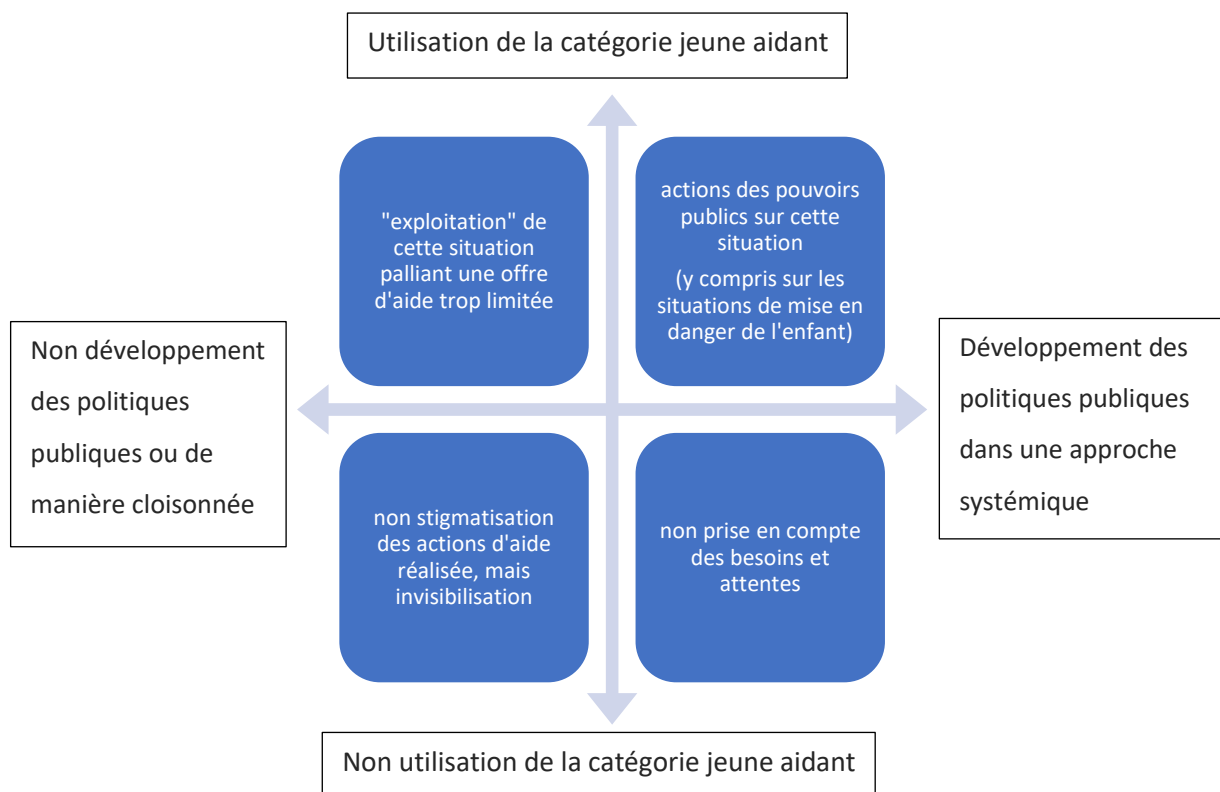 Utilisation de la catégorie jeune aidant
"exploitation" de
cette situation
palliant une offre
d'aide trop limitée
actions des pouvoirs
publics sur cette
situation
(y compris sur les
situations de mise en
danger de l'enfant)
Non développement
des politiques
publiques ou de
manière cloisonnée
Développement des
politiques publiques
dans une approche
systémique
non stigmatisation
des actions d'aide
réalisée, mais
invisibilisation
non prise en compte
des besoins et
attentes
Non utilisation de la catégorie jeune aidant